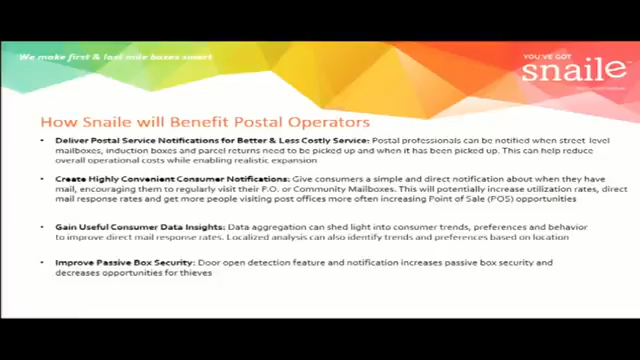 We make first & last mile boxes smart
YOU'VE GOT
snaile
How Snaile will Benefit Postal Operators
• Deliver Postal Service Notifications for Better & Less Costly Service: Postal professionals can be notified when street-level
mailboxes, induction boxes and parcel returns need to be picked up and when it has been picked up. This can help reduce
overall operational costs while enabling realistic expansion
• Create Highly Convenient Consumer Notifications: Give consumers a simple and direct notification about when they have
mail, encouraging them to regularly visit their P.O. or Community Mailboxes. This will potentially increase utilization rates, direct
mail response rates and get more people visiting post offices more often increasing Point of Sale (POS) opportunities
• Gain Useful Consumer Data Insights: Data aggregation can shed light into consumer trends, preferences and behavior
to improve direct mail response rates. Localized analysis can also identify trends and preferences based on location
• Improve Passive Box Security: Door open detection feature and notification increases passive box security and
decreases opportunities for thieves